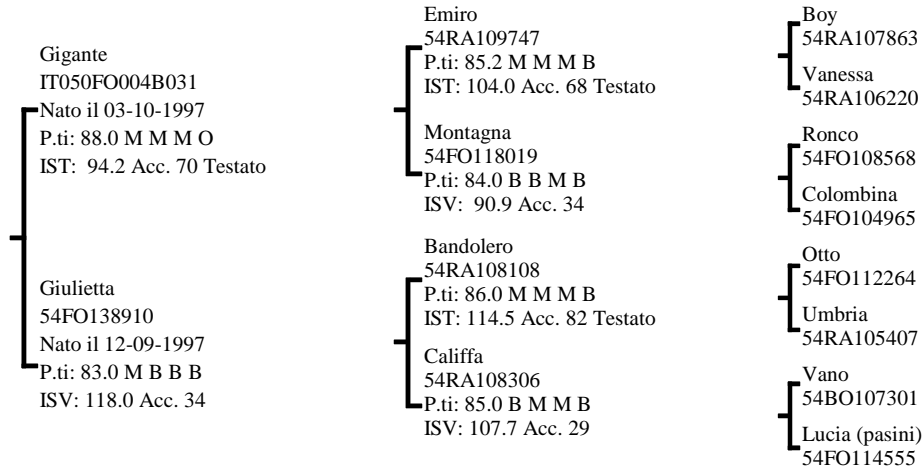 Gigante
IT050FO004B031
Nato il 03-10-1997
P.ti: 88.0 M M M O
IST: 94.2 Acc. 70 Testato
Giulietta
54FO138910
Nato il 12-09-1997
P.ti: 83.0 M B B B
ISV: 118.0 Acc. 34
Emiro
54RA109747
P.ti: 85.2 M M M B
IST: 104.0 Acc. 68 Testato
Montagna
54FO118019
P.ti: 84.0 B B M B
ISV: 90.9 Acc. 34
Bandolero
54RA108108
P.ti: 86.0 M M M B
IST: 114.5 Acc. 82 Testato
Califfa
54RA108306
P.ti: 85.0 B M M B
ISV: 107.7 Acc. 29
Boy
54RA107863
Vanessa
54RA106220
Ronco
54FO108568
Colombina
54FO104965
Otto
54FO112264
Umbria
54RA105407
Vano
54BO107301
Lucia (pasini)
54FO114555